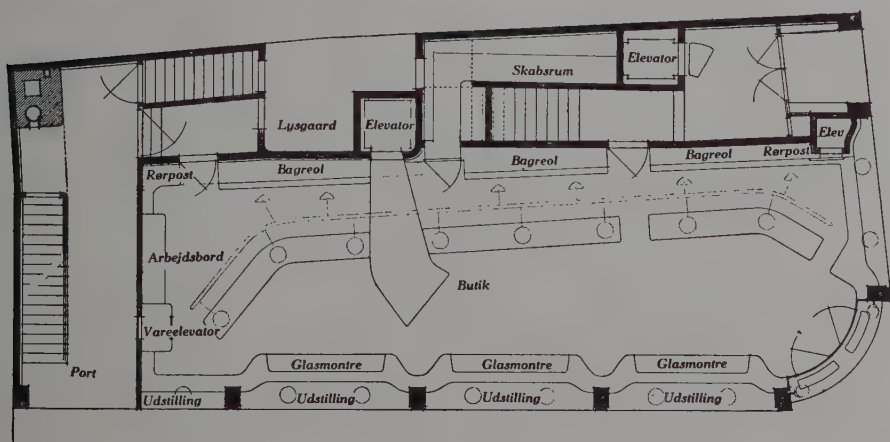 Skabsrum
Elevator
Lysgaard
Elevator
Elev
Rørpost
Bagreol
Bagreol
Bagreol
Rørpost
Arbejdsbord
Butik
Vareelevator
Port
Glasmontre
Glasmontre
Glasmontre
Udstilling
Udstilling
Udstilling
Udstilling